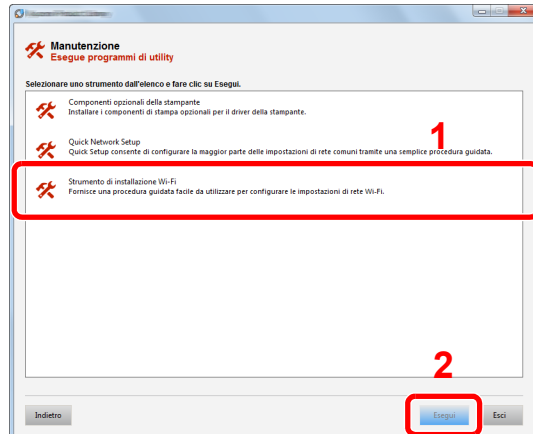 Manutenzione
Esegue programmi di utility
Selezionare uno strumento dall'elenco e fare clic su Esegui.
Componenti opzionali della stampante
Installare i componenti di stampa opzionali per il driver della stampante.
1
Quick Network Setup
Quick Setup consente di configurare la maggior parte delle impostazioni di rete comuni tramite una semplice procedura guidata.
Strumento di installazione Wi-Fi
Fornisce una procedura guidata facile da utilizzare per configurare le impostazioni di rete Wi-Fi.
2
Indietro
Esegui
Esci